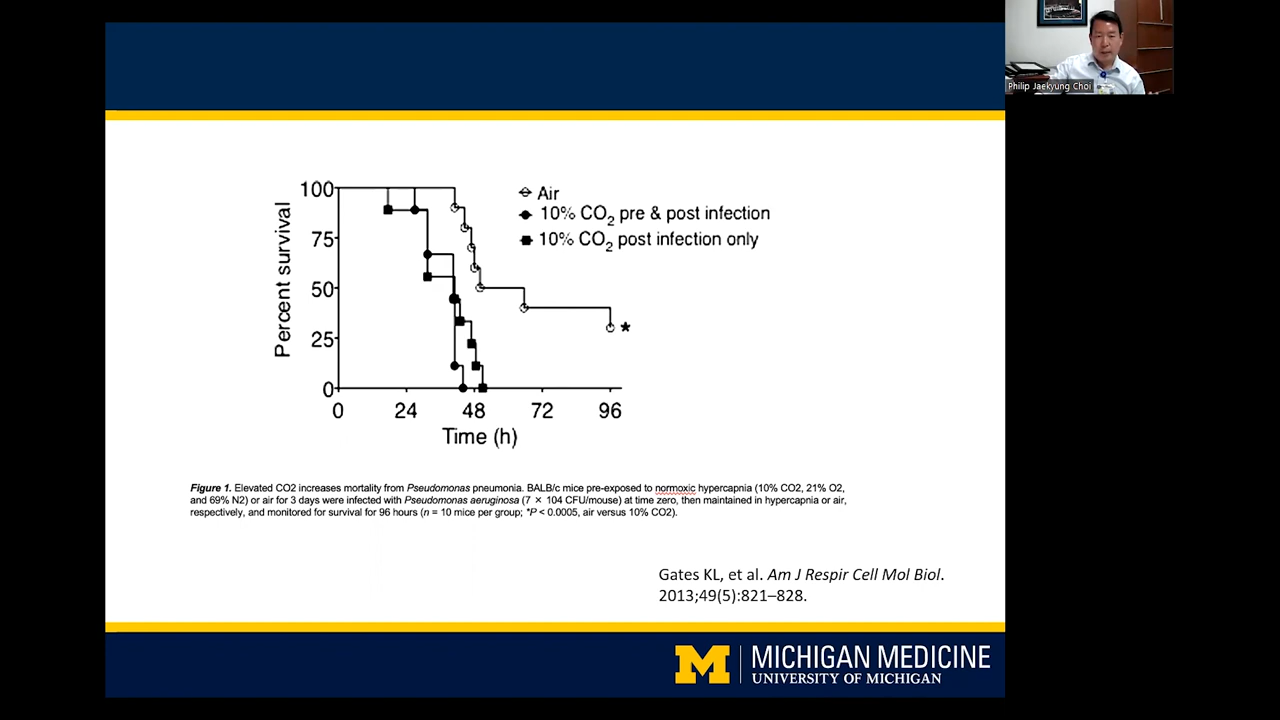 Philip Jaekyung Choi
100
75
50
25
0
Percent survival
0 24 48 72 96
Time (h)
Air
10% CO2 pre & post infection
10% CO2 post infection only
*
Figure 1. Elevated CO2 increases mortality from Pseudomonas pneumonia. BALB/c mice pre-exposed to normoxic hypercapnia (10% CO2, 21% O2,
and 69% N2) or air for 3 days were infected with Pseudomonas aeruginosa (7 × 104 CFU/mouse) at time zero, then maintained in hypercapnia or air,
respectively, and monitored for survival for 96 hours (n = 10 mice per group; *P < 0.0005, air versus 10% CO2).
Gates KL, et al. Am J Respir Cell Mol Biol.
2013;49(5):821–828.
M
MICHIGAN MEDICINE
UNIVERSITY OF MICHIGAN